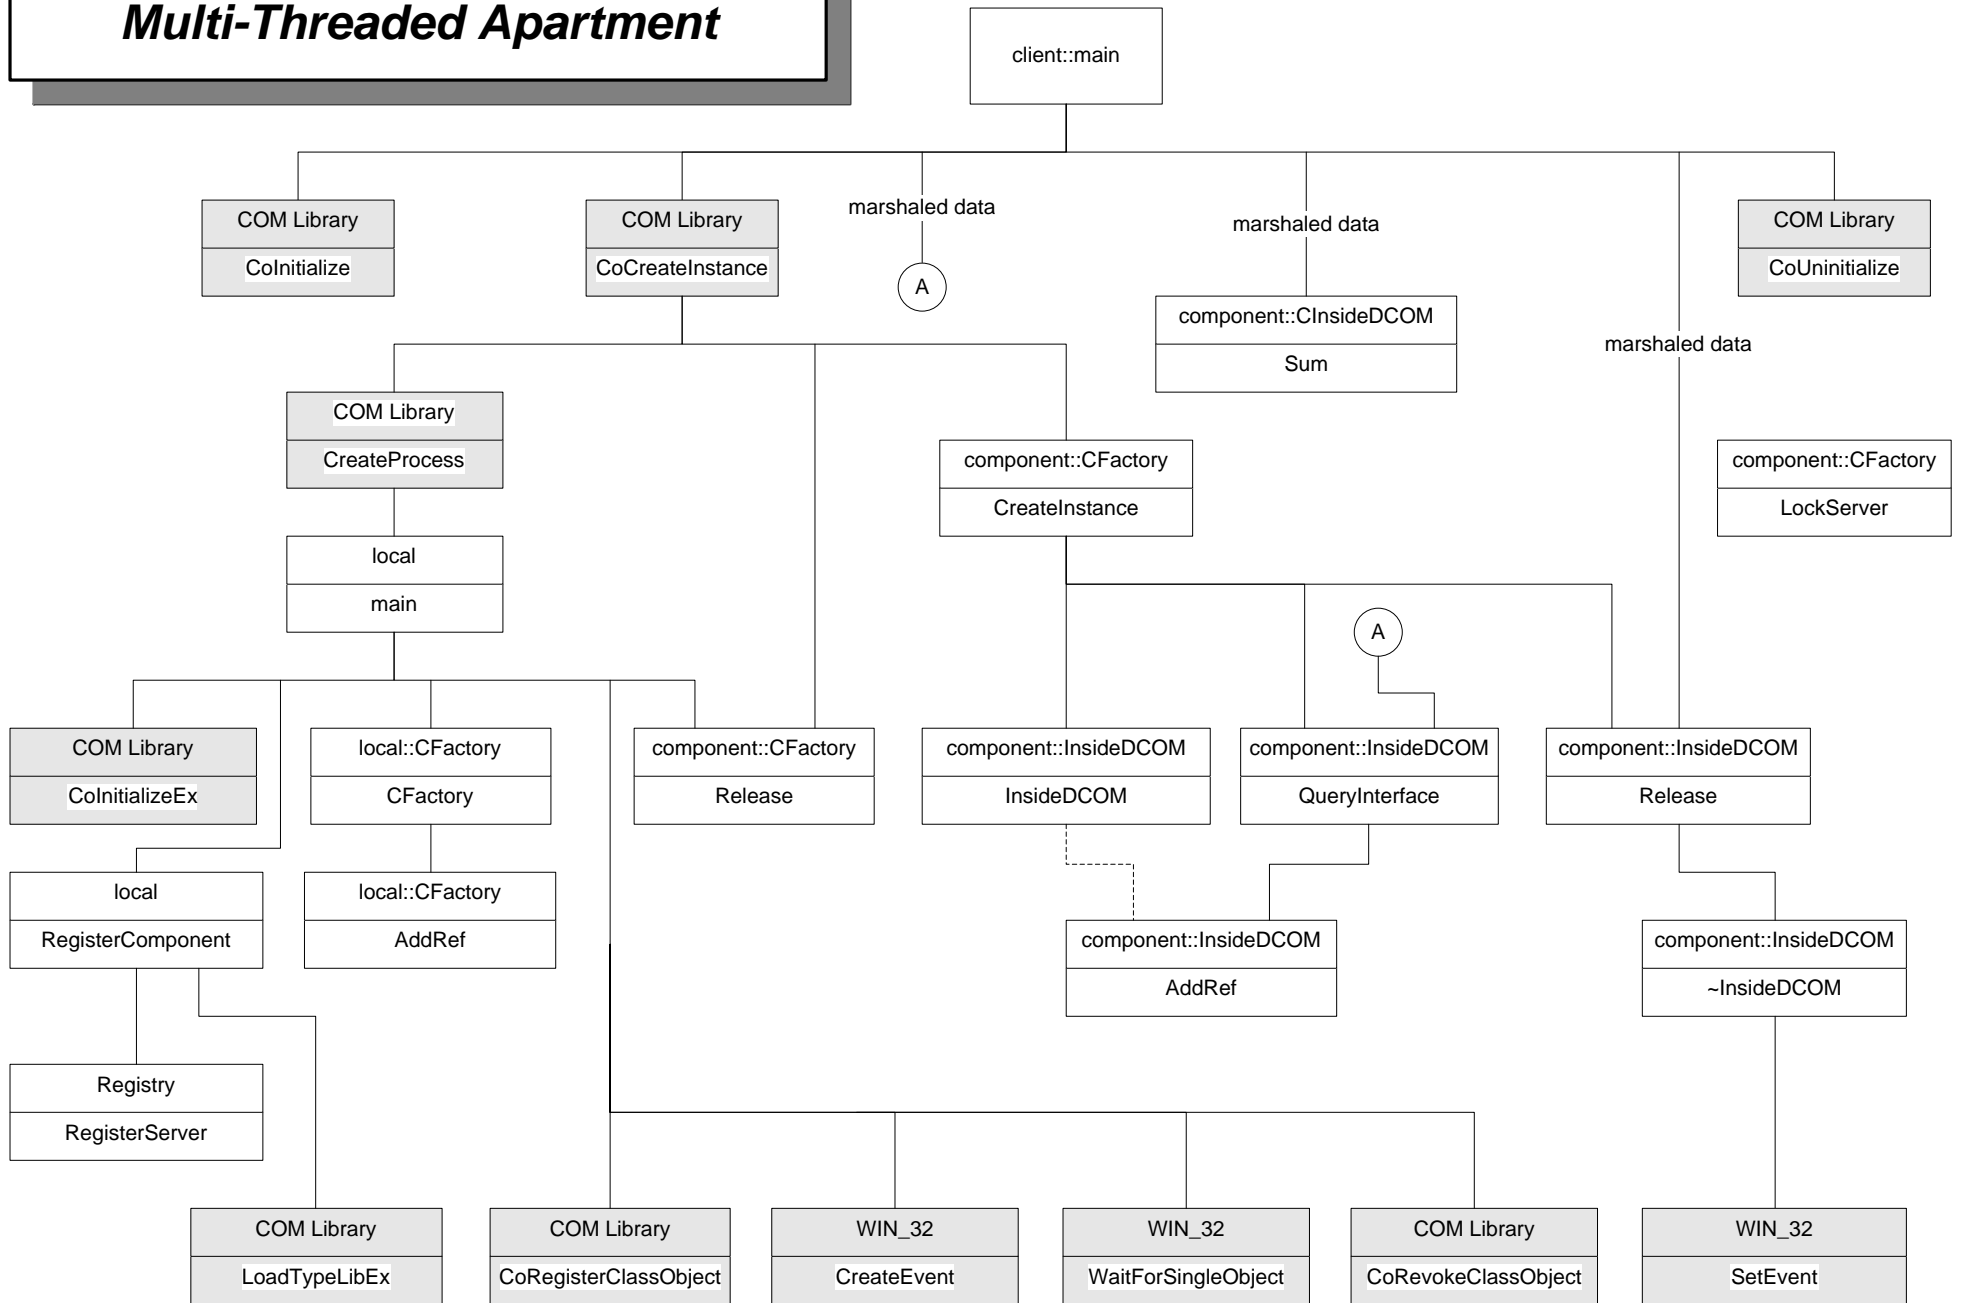 Multi-Threaded Apartment
client::main
COM Library
CoInitialize
COM Library
CoCreateInstance
marshaled data
A
marshaled data
COM Library
CoUninitialize
component::CInsideDCOM
Sum
marshaled data
COM Library
CreateProcess
component::CFactory
CreateInstance
component::CFactory
LockServer
local
main
A
COM Library
CoInitializeEx
local::CFactory
CFactory
component::CFactory
Release
component::InsideDCOM
InsideDCOM
component::InsideDCOM
QueryInterface
component::InsideDCOM
Release
local
RegisterComponent
local::CFactory
AddRef
component::InsideDCOM
AddRef
component::InsideDCOM
~InsideDCOM
Registry
RegisterServer
COM Library
LoadTypeLibEx
COM Library
CoRegisterClassObject
WIN_32
CreateEvent
WIN_32
WaitForSingleObject
COM Library
CoRevokeClassObject
WIN_32
SetEvent